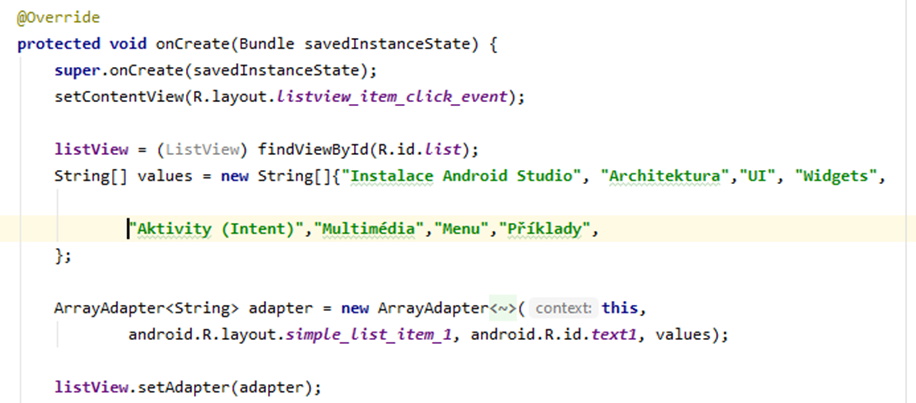 @Override
protected void onCreate(Bundle savedInstanceState) {
super.onCreate(savedInstanceState);
setContentView(R.layout.listview_item_click_event);
listView = (ListView) findViewById(R.id.list);
String[] values = new String[]{"Instalace Android Studio", "Architektura","UI", "Widgets",
"Aktivity (Intent)","Multimédia","Menu","Příklady",
};
ArrayAdapter<String> adapter = new ArrayAdapter<~>( context: this,
android.R.layout.simple_list_item_1, android.R.id.text1, values);
listView.setAdapter(adapter);